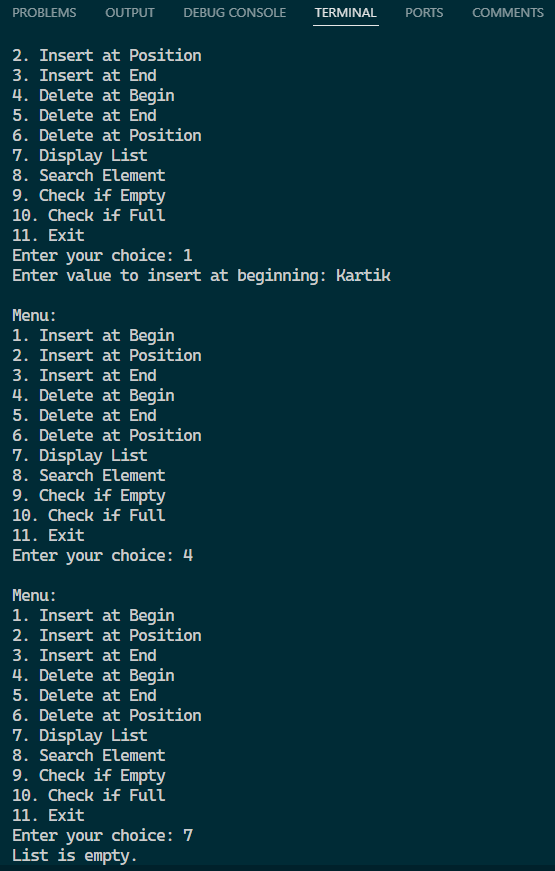 PROBLEMS OUTPUT DEBUG CONSOLE TERMINAL PORTS COMMENTS
2. Insert at Position
3. Insert at End
4. Delete at Begin
5. Delete at End
6. Delete at Position
7. Display List
8. Search Element
9. Check if Empty
10. Check if Full
11. Exit
Enter your choice: 1
Enter value to insert at beginning: Kartik
Menu:
1. Insert at Begin
2. Insert at Position
3. Insert at End
4. Delete at Begin
5. Delete at End
6. Delete at Position
7. Display List
8. Search Element
9. Check if Empty
10. Check if Full
11. Exit
Enter your choice: 4
Menu:
1. Insert at Begin
2. Insert at Position
3. Insert at End
4. Delete at Begin
5. Delete at End
6. Delete at Position
7. Display List
8. Search Element
9. Check if Empty
10. Check if Full
11. Exit
Enter your choice: 7
List is empty.